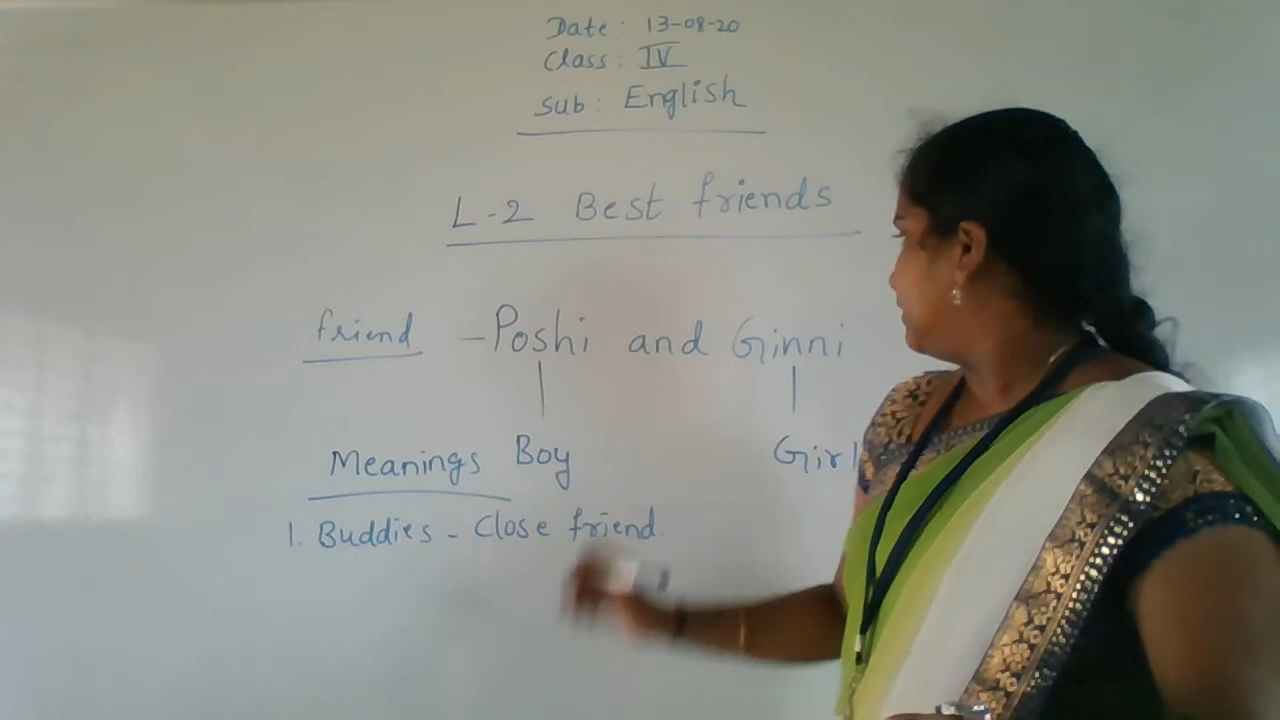 Date: 13-08-20
Class: IV
Sub: English
L-2 Best friends
friend - Poshi and Ginni
Boy Girl
Meanings
1. Buddies - Close friend